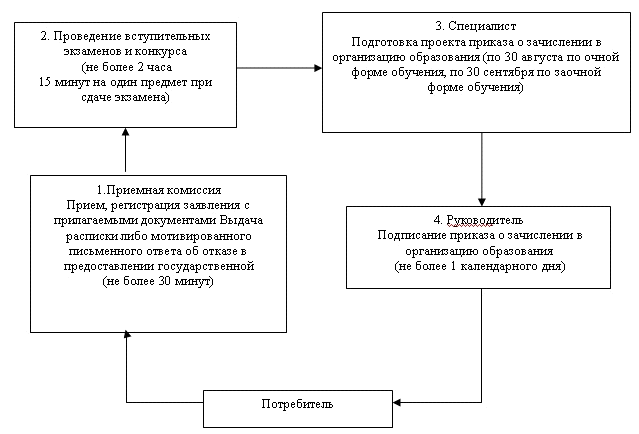 2. Проведение вступительных
экзаменов и конкурса
(не более 2 часа
15 минут на один предмет при
сдаче экзамена)
3. Специалист
Подготовка проекта приказа о зачислении в
организацию образования (по 30 августа по очной
форме обучения, по 30 сентября по заочной
форме обучения)
1.Приемная комиссия
Прием, регистрация заявления с
прилагаемыми документами Выдача
расписки либо мотивированного
письменного ответа об отказе в
предоставлении государственной
(не более 30 минут)
4. Руководитель
Подписание приказа о зачислении в
организацию образования
(не более 1 календарного дня)
Потребитель